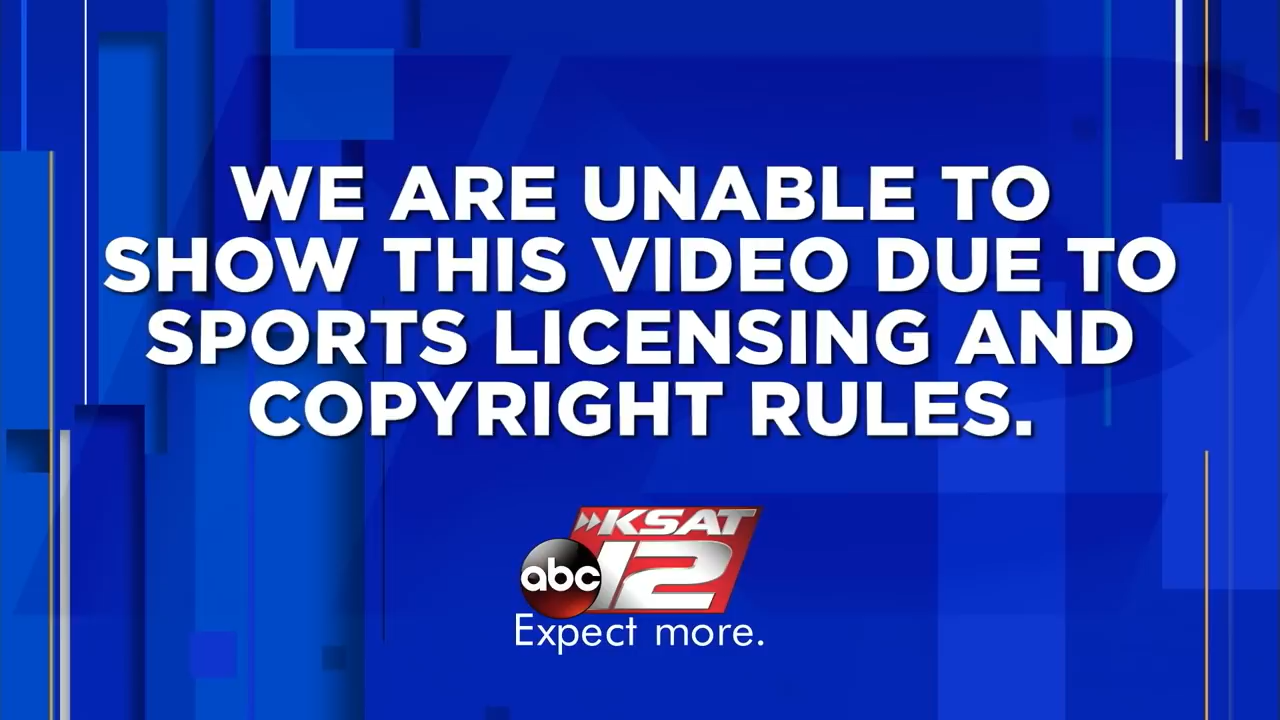 WE ARE UNABLE TO
SHOW THIS VIDEO DUE TO
SPORTS LICENSING AND
COPYRIGHT RULES.
KSAT
abc 12
Expect more.